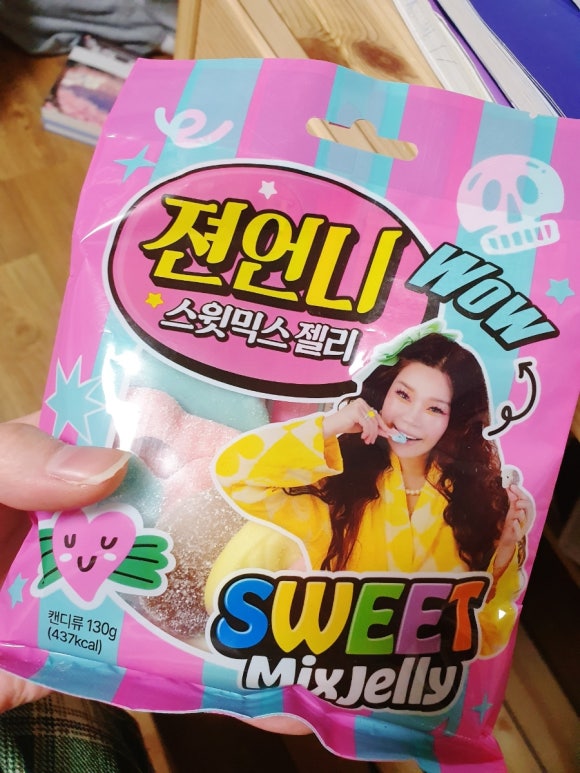 젼언니
스윗믹스젤리
WOW
SWEET
MixJelly
캔디류 130g
(437kcal)